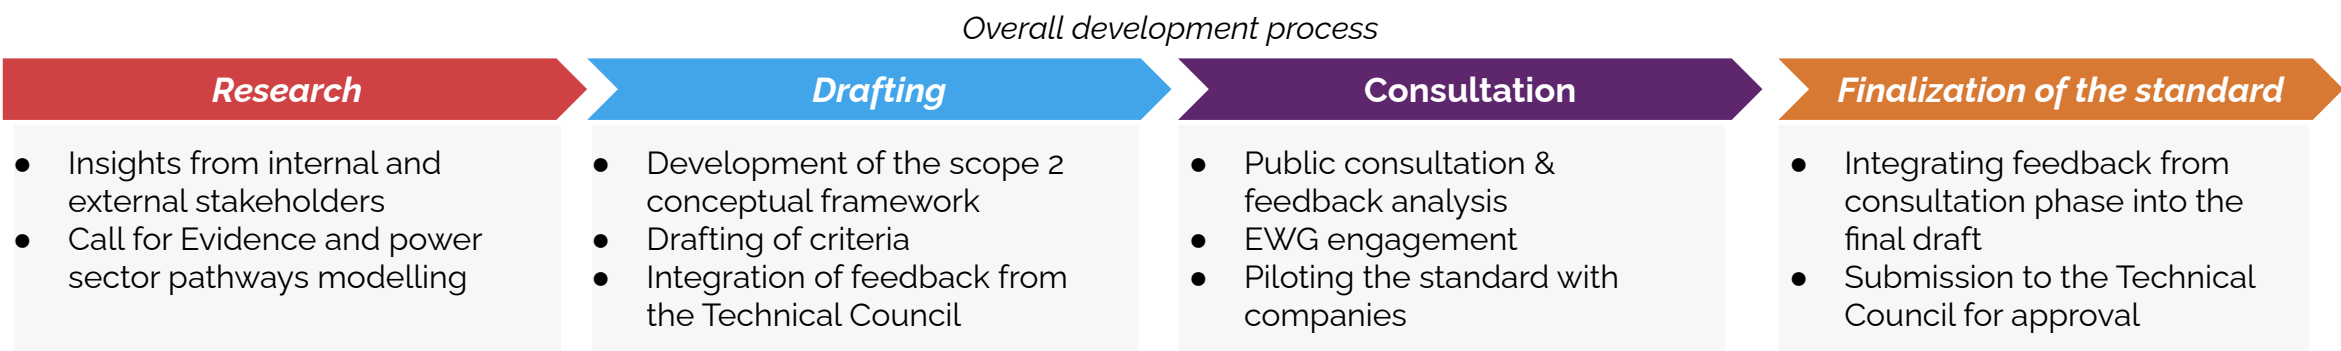 Overall development process
Research
● Insights from internal and
external stakeholders
● Call for Evidence and power
sector pathways modelling
Drafting
● Development of the scope 2
conceptual framework
● Drafting of criteria
● Integration of feedback from
the Technical Council
Consultation
● Public consultation &
feedback analysis
● EWG engagement
● Piloting the standard with
companies
Finalization of the standard
● Integrating feedback from
consultation phase into the
final draft
● Submission to the Technical
Council for approval